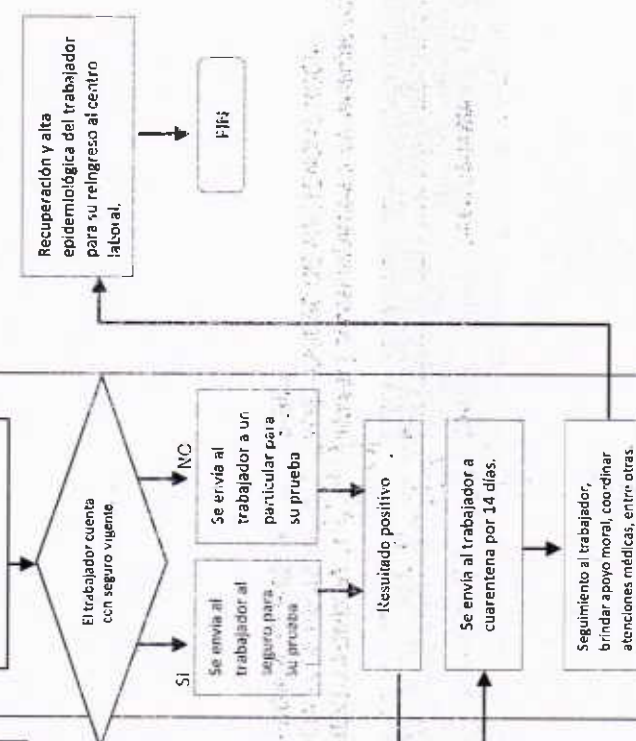 El trabajador cuenta
con seguro vigente
Si
NO
Se envía al
trabajador al
seguro para
su prueba
Se envía al
trabajador a un
particular para
su prueba
Resultado positivo
Se envía al trabajador a
cuarentena por 14 días.
Seguimiento al trabajador,
brindar apoyo moral, coordinar
atenciones médicas, entre otras.
Recuperación y alta
epidemiológica del trabajador
para su reingreso al centro
laboral.
FIN